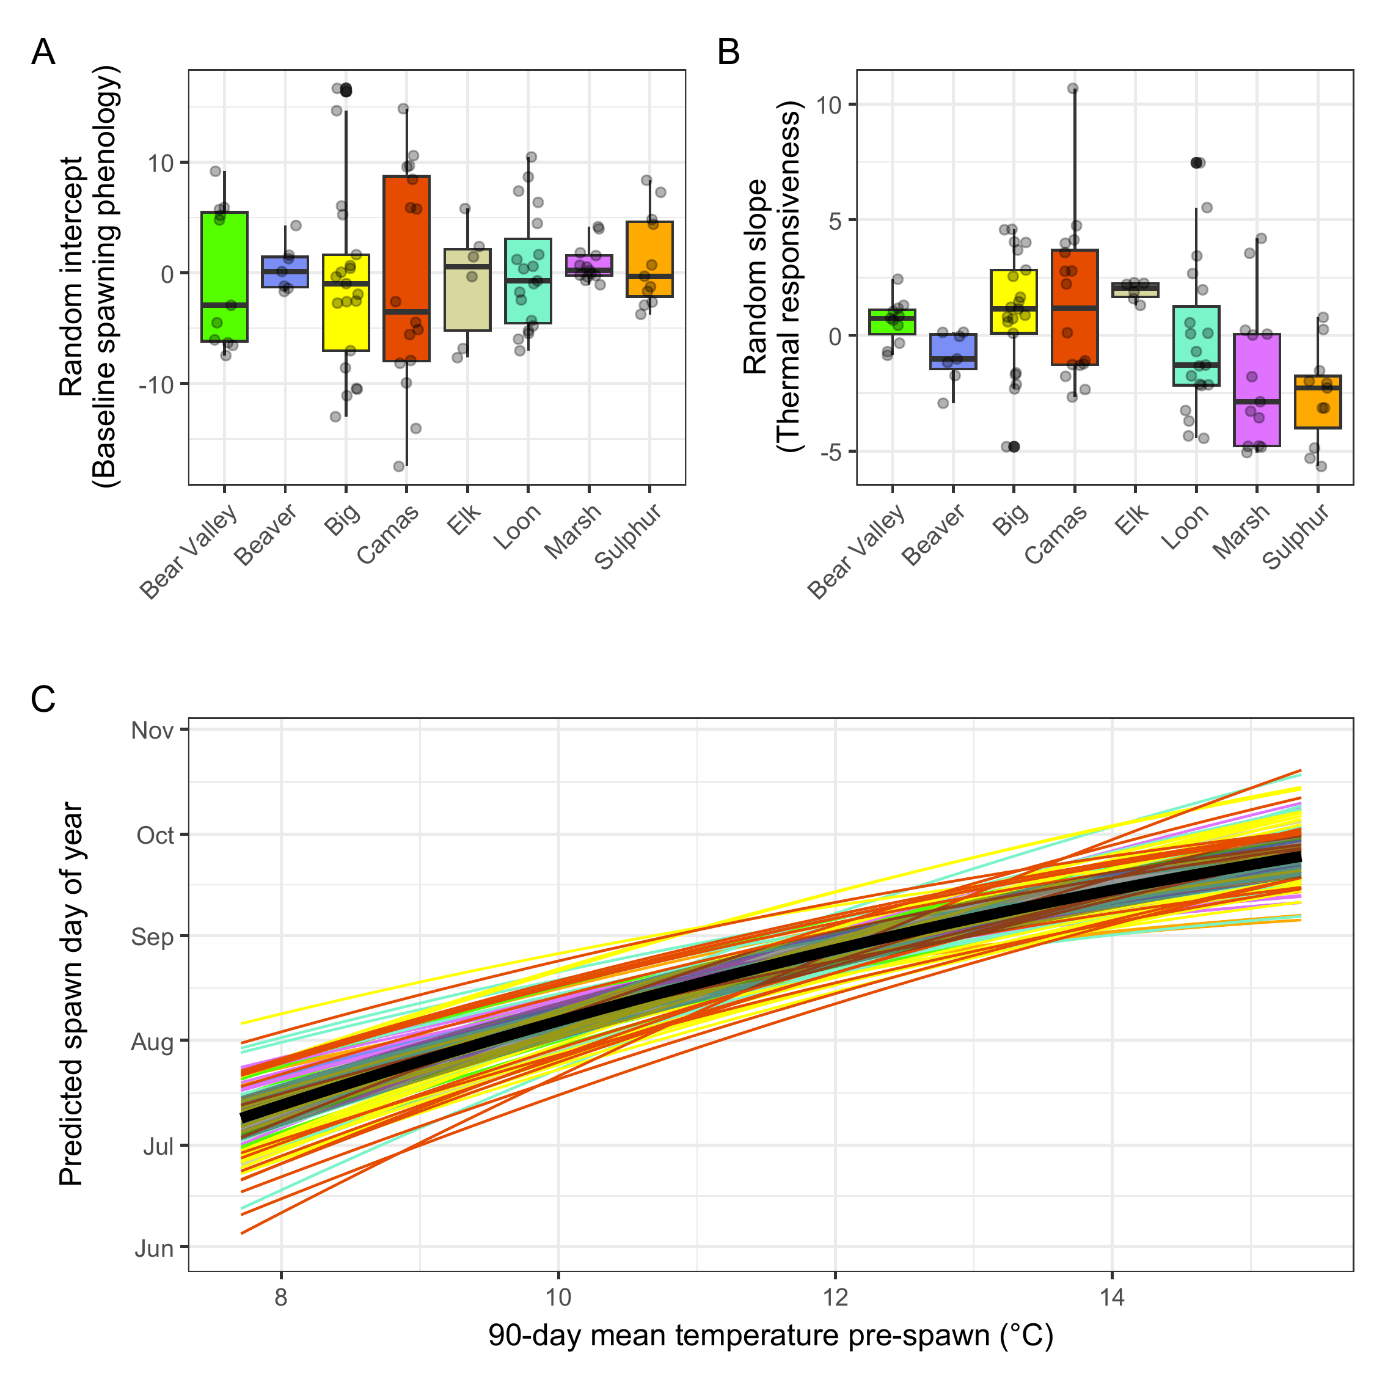 A
B
Random intercept
(Baseline spawning phenology)
10
0
-10
Bear Valley
Beaver
Big
Camas
Elk
Loon
Marsh
Sulphur
Random slope
(Thermal responsiveness)
10
5
0
-5
Bear Valley
Beaver
Big
Camas
Elk
Loon
Marsh
Sulphur
C
Predicted spawn day of year
Nov
Oct
Sep
Aug
Jul
Jun
8
10
12
14
90-day mean temperature pre-spawn (°C)